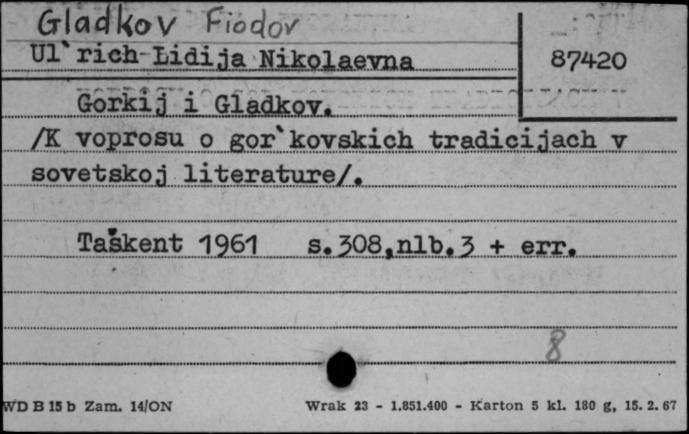 Gladkov Fiodor
Ul`rich Lidija Nikolaevna
87420
Gorkij i Gladkov.
/K voprosu o gor`kovskich tradicijach v
sovetskoj literature/.
Taškent 1961 s.308,nlb.3 + err.
8
WD B 15 b Zam. 14/ON
Wrak 23 - 1.851.400 - Karton 5 kl. 180 g, 15. 2. 67